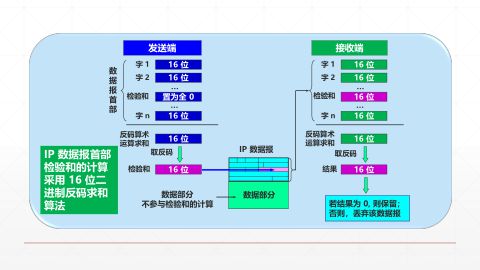 发送端
数据报首部
字 1
16 位
字 2
16 位
...
检验和
置为全 0
...
字 n
16 位
反码算术
运算求和
16 位
取反码
检验和
16 位
IP 数据报首部
检验和的计算
采用 16 位二
进制反码求和
算法
数据部分
不参与检验和的计算
IP 数据报
数据部分
接收端
字 1
16 位
字 2
16 位
...
检验和
16 位
...
字 n
16 位
反码算术
运算求和
16 位
取反码
结果
16 位
若结果为 0, 则保留；
否则，丢弃该数据报